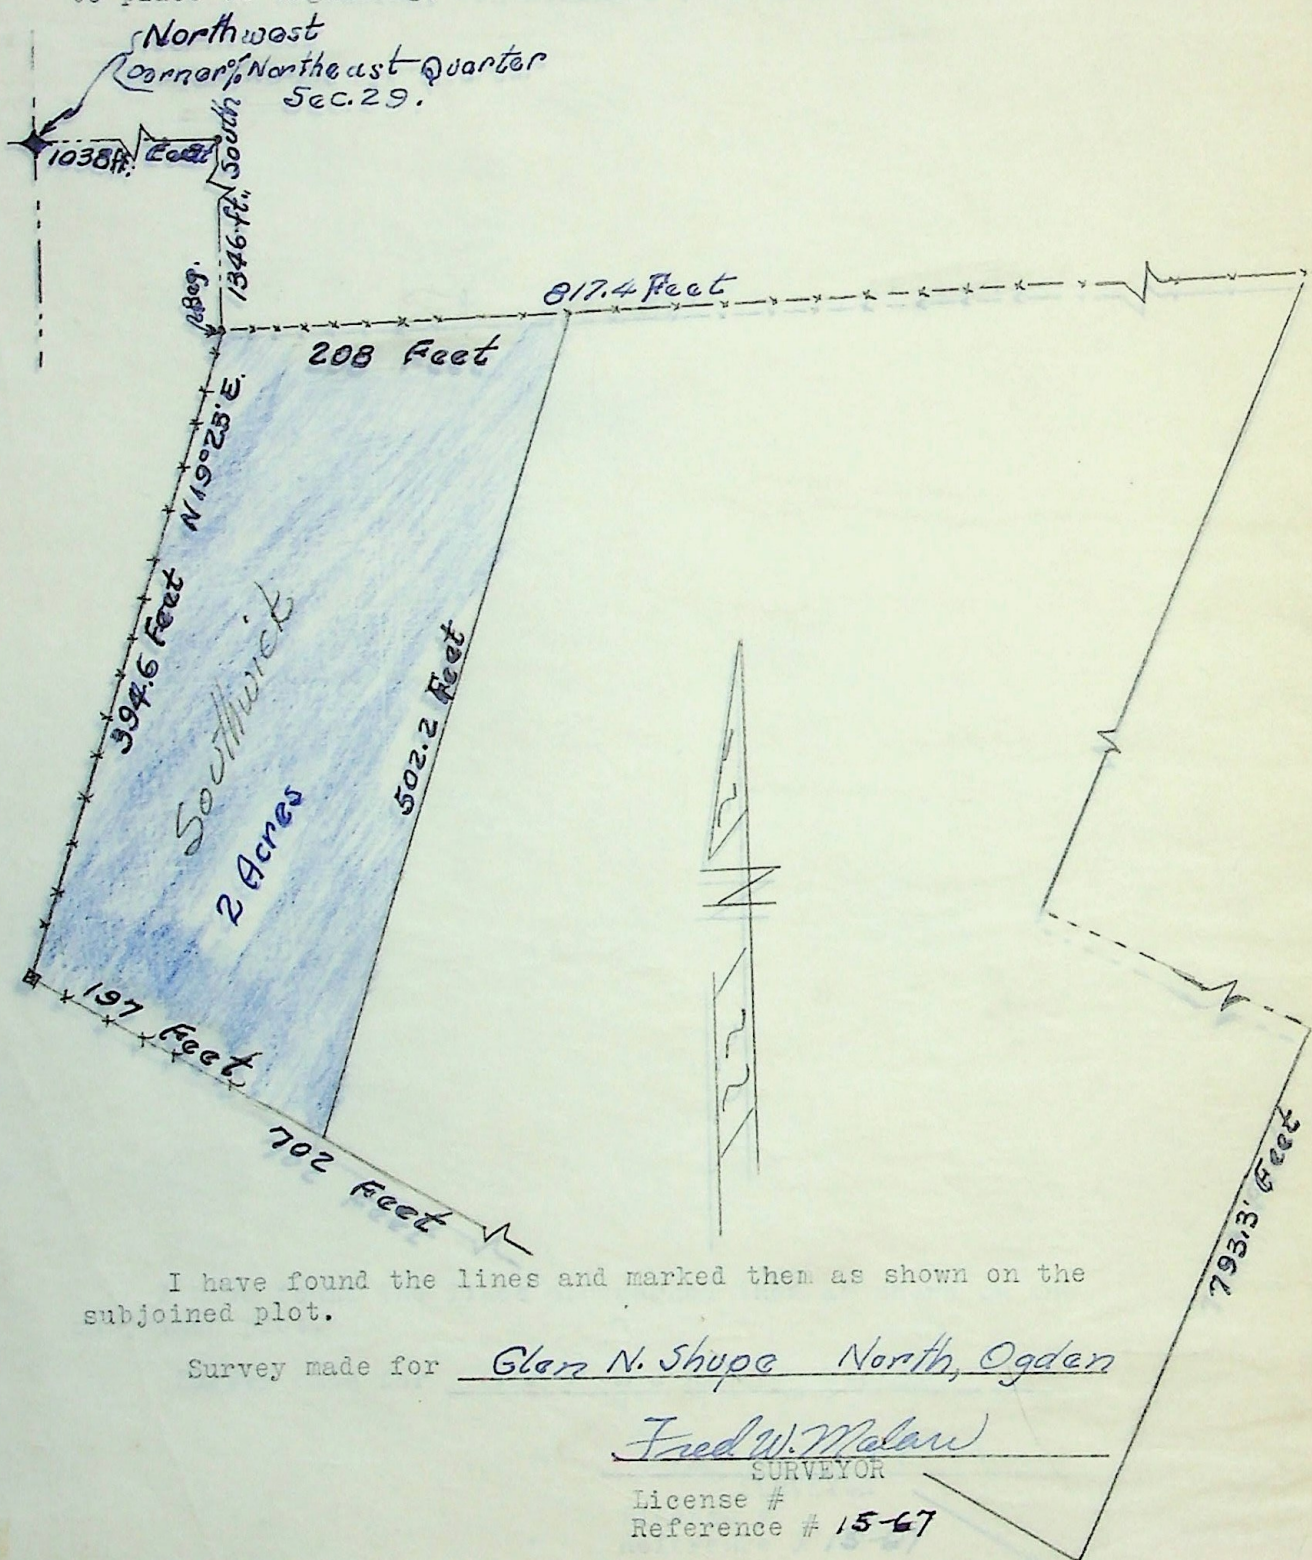 Northwest
Corner of Northeast Quarter
Sec. 29.
1038 ft. East
1346 ft., South
Beg.
817.4 Feet
208 Feet
N 19°25' E.
394.6 Feet
Southwick
2 Acres
502.2 Feet
N
197 Feet
702 Feet
793.3' Feet
I have found the lines and marked them as shown on the
subjoined plot.
Survey made for Glen N. Shupe North, Ogden
Fred W. Malan
SURVEYOR
License #
Reference # 15-67